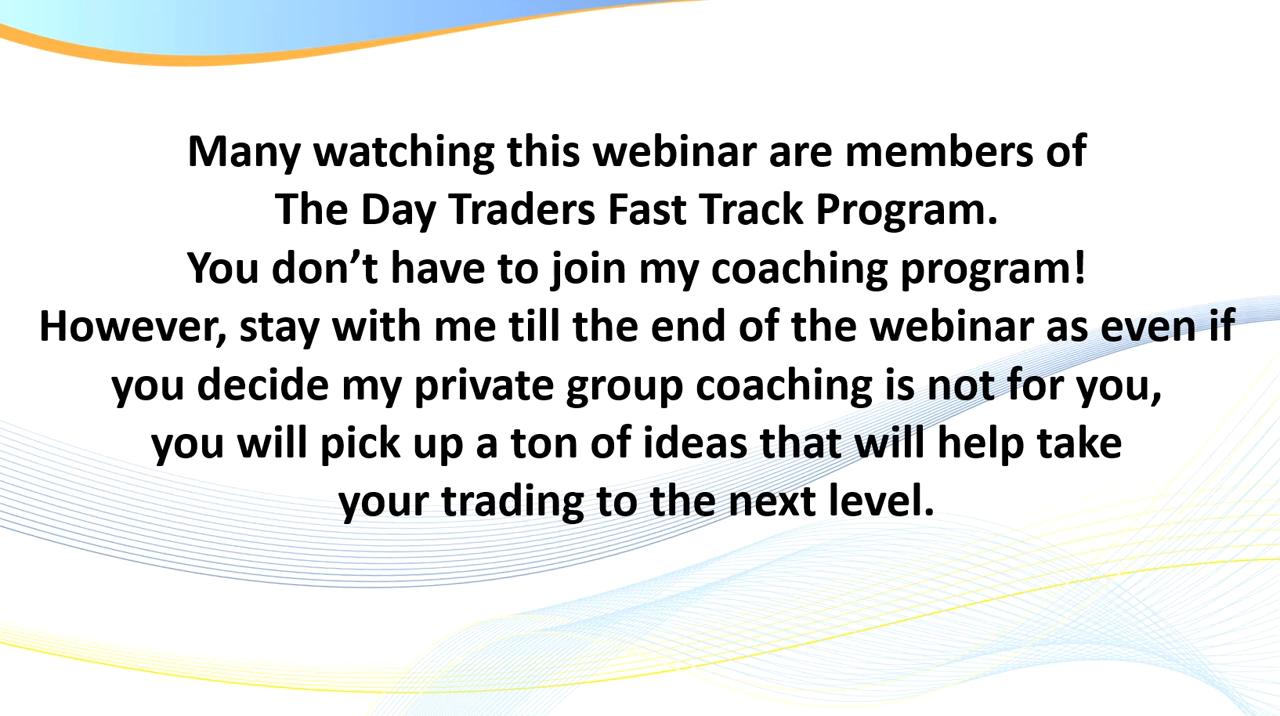 Many watching this webinar are members of
The Day Traders Fast Track Program.
You don’t have to join my coaching program!
However, stay with me till the end of the webinar as even if
you decide my private group coaching is not for you,
you will pick up a ton of ideas that will help take
your trading to the next level.